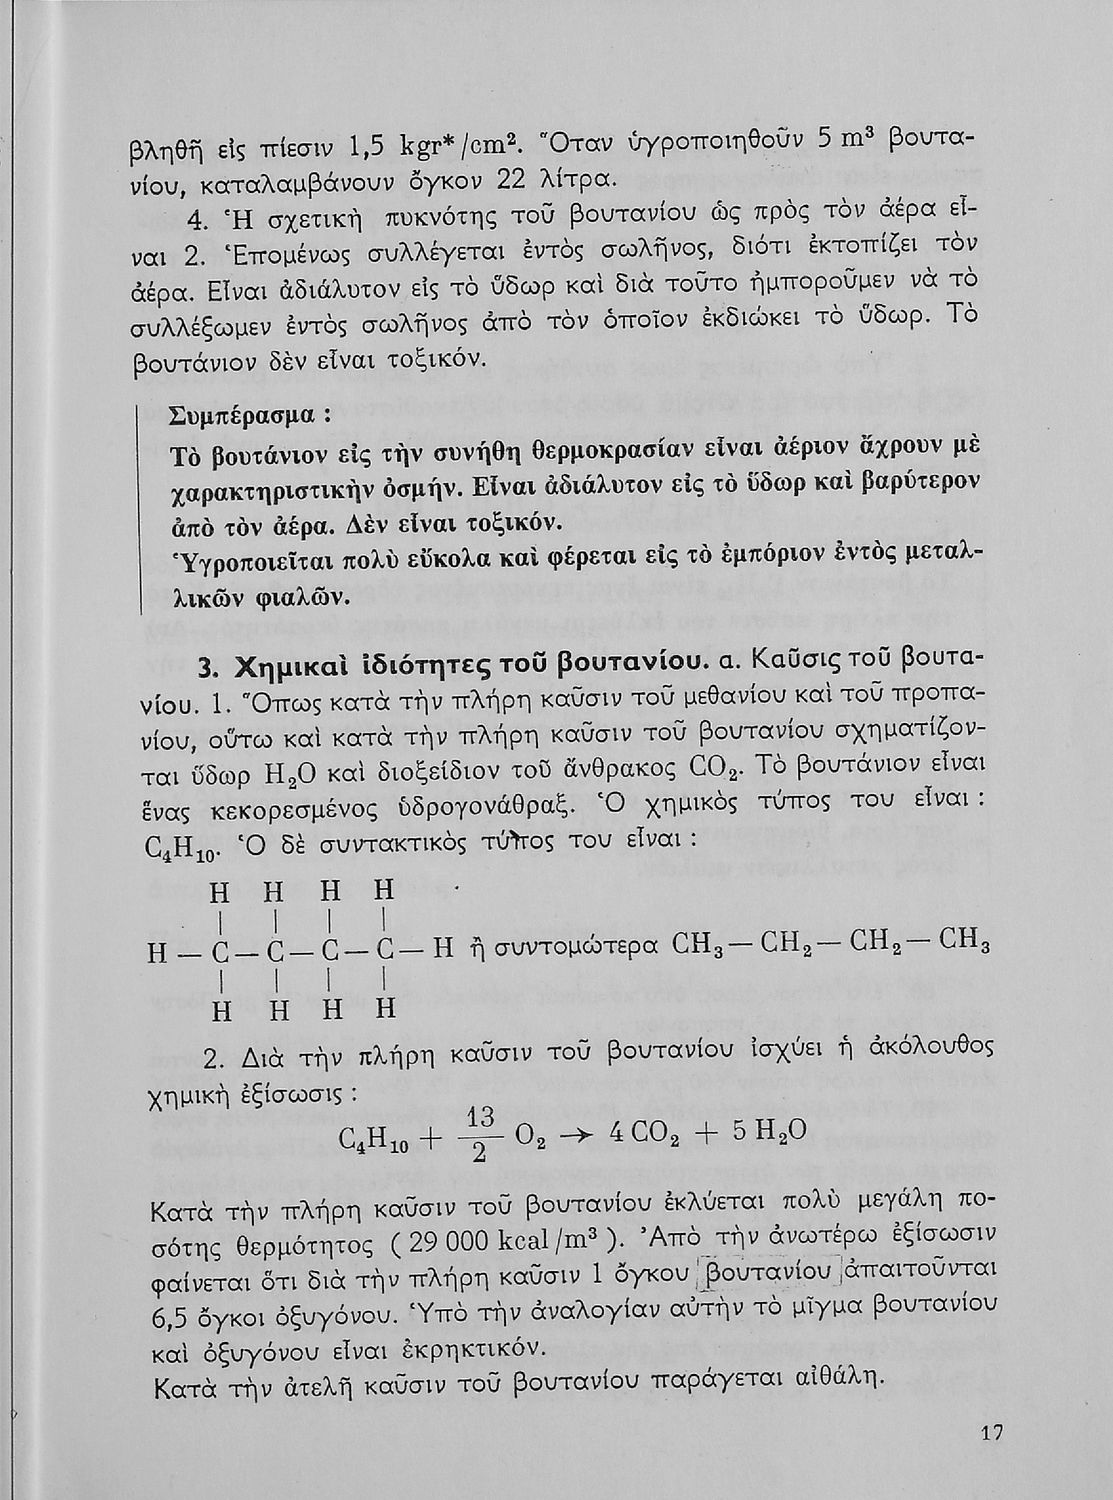 βληθῇ εἰς πίεσιν 1,5 kgr*/cm². Ὅταν ὑγροποιηθοῦν 5 m³ βουτα-
νίου, καταλαμβάνουν ὄγκον 22 λίτρα.
4. Ἡ σχετικὴ πυκνότης τοῦ βουτανίου ὡς πρὸς τὸν ἀέρα εἶ-
ναι 2. Ἑπομένως συλλέγεται ἐντὸς σωλῆνος, διότι ἐκτοπίζει τὸν
ἀέρα. Εἶναι ἀδιάλυτον εἰς τὸ ὕδωρ καὶ διὰ τοῦτο ἠμποροῦμεν νὰ τὸ
συλλέξωμεν ἐντὸς σωλῆνος ἀπὸ τὸν ὁποῖον ἐκδιώκει τὸ ὕδωρ. Τὸ
βουτάνιον δὲν εἶναι τοξικόν.
Συμπέρασμα :
Τὸ βουτάνιον εἰς τὴν συνήθη θερμοκρασίαν εἶναι ἀέριον ἄχρουν μὲ
χαρακτηριστικὴν ὀσμήν. Εἶναι ἀδιάλυτον εἰς τὸ ὕδωρ καὶ βαρύτερον
ἀπὸ τὸν ἀέρα. Δὲν εἶναι τοξικόν.
Ὑγροποιεῖται πολὺ εὔκολα καὶ φέρεται εἰς τὸ ἐμπόριον ἐντὸς μεταλ-
λικῶν φιαλῶν.
3. Χημικαὶ ἰδιότητες τοῦ βουτανίου. α. Καῦσις τοῦ βουτα-
νίου. 1. Ὅπως κατὰ τὴν πλήρη καῦσιν τοῦ μεθανίου καὶ τοῦ προπα-
νίου, οὕτω καὶ κατὰ τὴν πλήρη καῦσιν τοῦ βουτανίου σχηματίζον-
ται ὕδωρ H₂O καὶ διοξείδιον τοῦ ἄνθρακος CO₂. Τὸ βουτάνιον εἶναι
ἕνας κεκορεσμένος ὑδρογονάθραξ. Ὁ χημικὸς τύπος του εἶναι :
C₄H₁₀. Ὁ δὲ συντακτικὸς τύπος του εἶναι :
H H H H
| | | |
H — C — C — C — C — H ἢ συντομώτερα CH₃ — CH₂ — CH₂ — CH₃
| | | |
H H H H
2. Διὰ τὴν πλήρη καῦσιν τοῦ βουτανίου ἰσχύει ἡ ἀκόλουθος
χημικὴ ἐξίσωσις :
C₄H₁₀ + 13/2 O₂ → 4 CO₂ + 5 H₂O
Κατὰ τὴν πλήρη καῦσιν τοῦ βουτανίου ἐκλύεται πολὺ μεγάλη πο-
σότης θερμότητος ( 29 000 kcal/m³ ). Ἀπὸ τὴν ἀνωτέρω ἐξίσωσιν
φαίνεται ὅτι διὰ τὴν πλήρη καῦσιν 1 ὄγκου βουτανίου ἀπαιτοῦνται
6,5 ὄγκοι ὀξυγόνου. Ὑπὸ τὴν ἀναλογίαν αὐτὴν τὸ μῖγμα βουτανίου
καὶ ὀξυγόνου εἶναι ἐκρηκτικόν.
Κατὰ τὴν ἀτελῆ καῦσιν τοῦ βουτανίου παράγεται αἰθάλη.
17